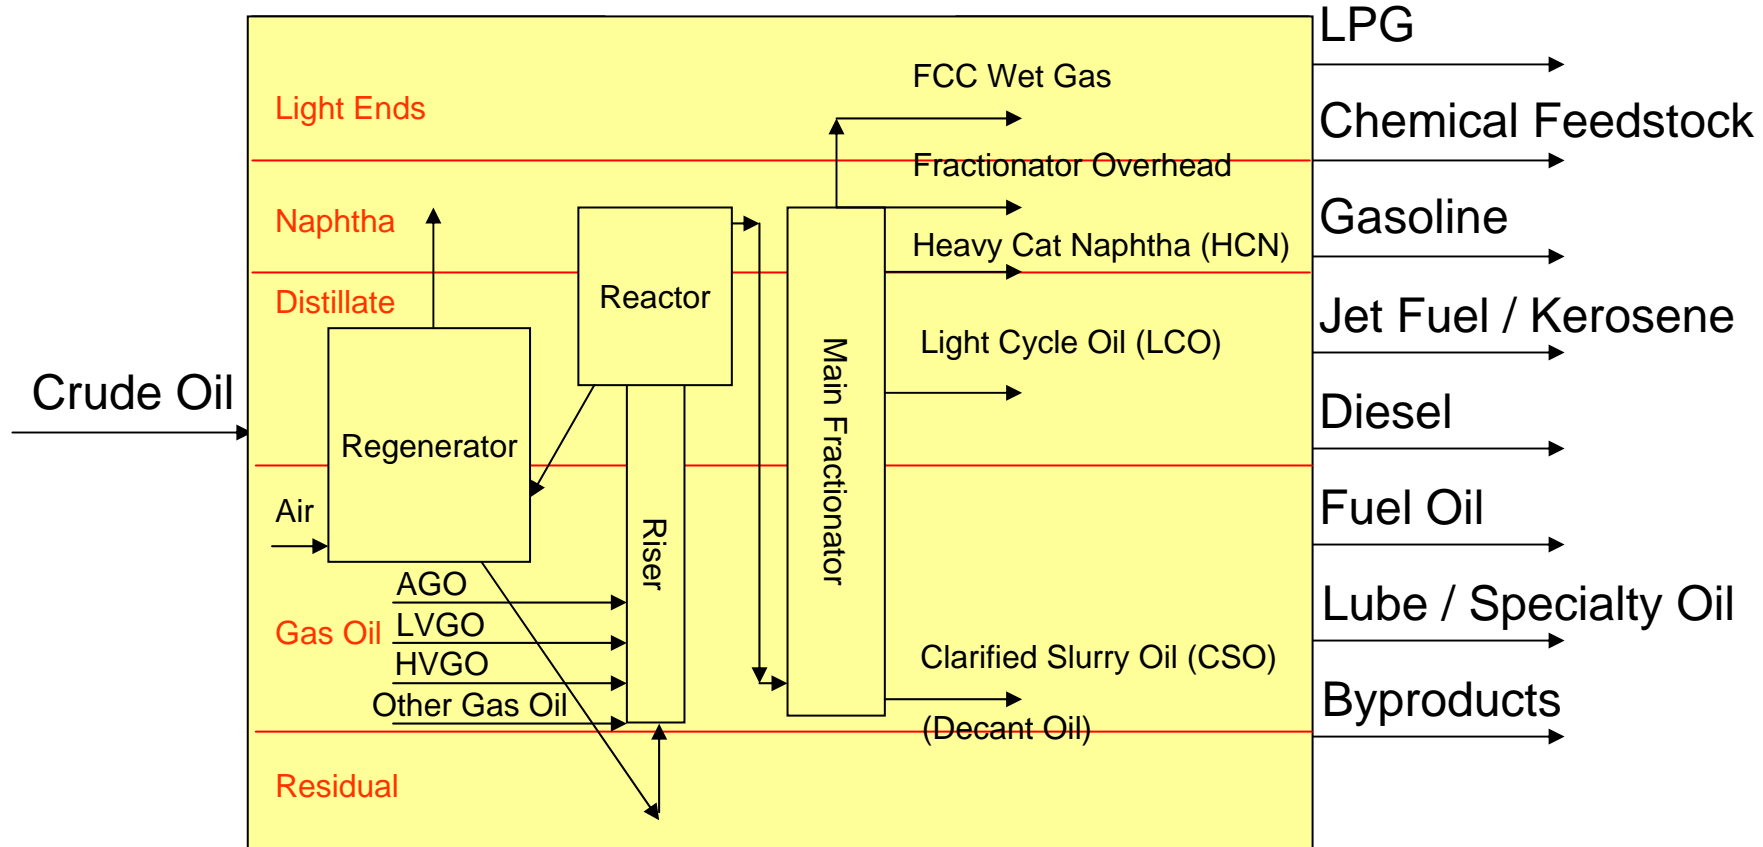 LPG
FCC Wet Gas
Light Ends
Chemical Feedstock
Fractionator Overhead
Naphtha
Gasoline
Heavy Cat Naphtha (HCN)
Distillate
Reactor
Jet Fuel / Kerosene
Light Cycle Oil (LCO)
Crude Oil
Diesel
Regenerator
Main Fractionator
Air
Fuel Oil
Riser
AGO
LVGO
Gas Oil
HVGO
Lube / Specialty Oil
Clarified Slurry Oil (CSO)
Other Gas Oil
Byproducts
(Decant Oil)
Residual